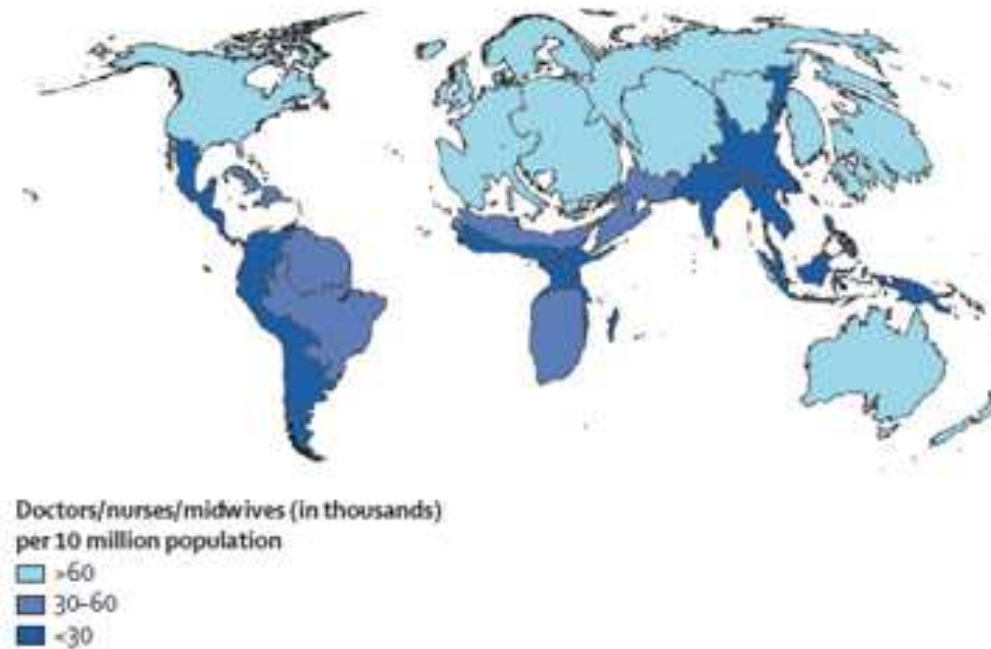 Doctors/nurses/midwives (in thousands)
per 10 million population
>60
30–60
<30